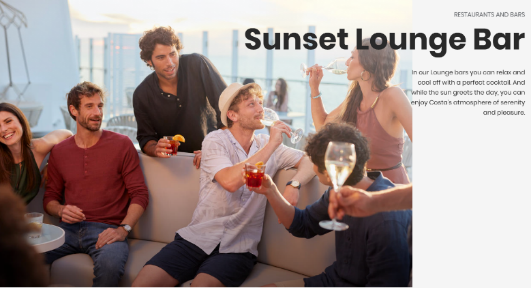 RESTAURANTS AND BARS
Sunset Lounge Bar
In our Lounge bars you can relax and
cool off with a perfect cocktail. And
while the sun greets the day, you can
enjoy Costa's atmosphere of serenity
and pleasure.